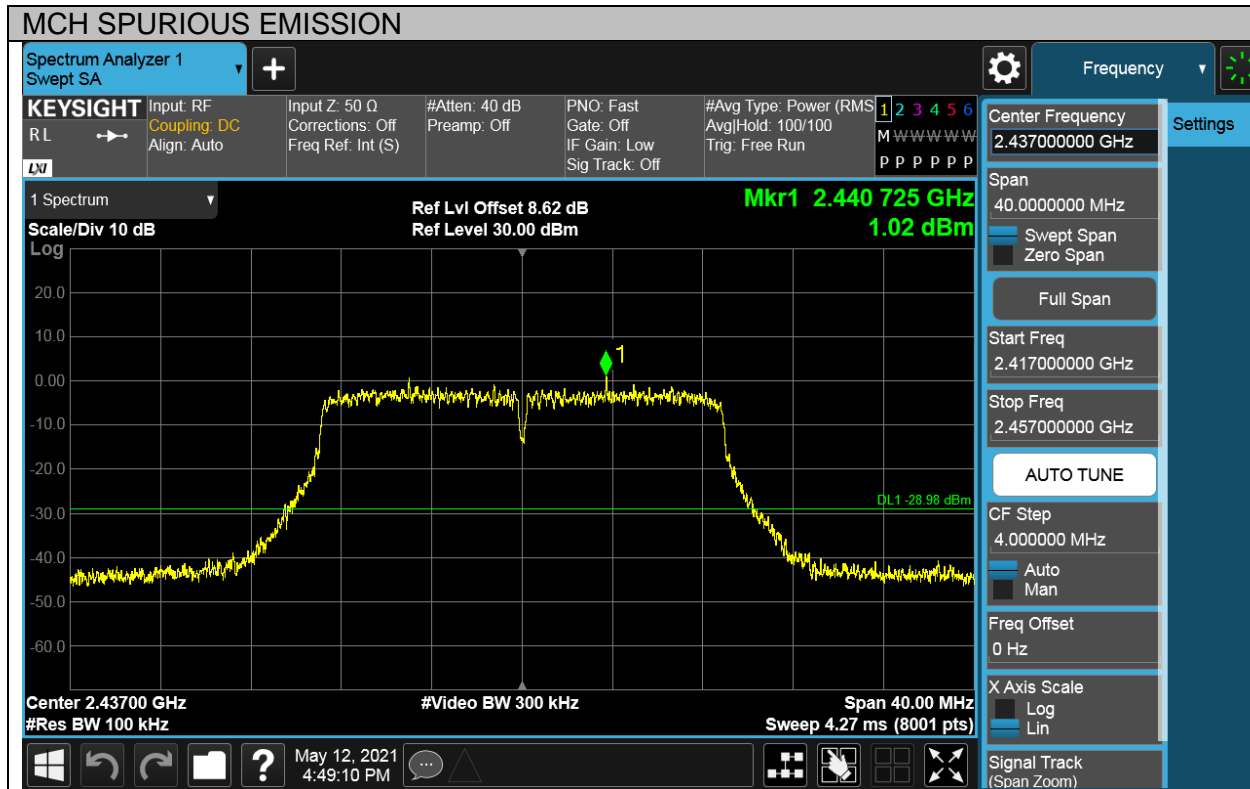 MCH SPURIOUS EMISSION
Spectrum Analyzer 1
Swept SA
+
Frequency
KEYSIGHT
RL
LXI
Input: RF
Coupling: DC
Align: Auto
Input Z: 50 Ω
Corrections: Off
Freq Ref: Int (S)
#Atten: 40 dB
Preamp: Off
PNO: Fast
Gate: Off
IF Gain: Low
Sig Track: Off
#Avg Type: Power (RMS
Avg|Hold: 100/100
Trig: Free Run
1 2 3 4 5 6
M W W W W W
P P P P P P
Center Frequency
2.437000000 GHz
Settings
Span
40.0000000 MHz
Swept Span
Zero Span
Full Span
Start Freq
2.417000000 GHz
Stop Freq
2.457000000 GHz
AUTO TUNE
CF Step
4.000000 MHz
Auto
Man
Freq Offset
0 Hz
X Axis Scale
Log
Lin
Signal Track
(Span Zoom)
1 Spectrum
Scale/Div 10 dB
Ref Lvl Offset 8.62 dB
Ref Level 30.00 dBm
Mkr1 2.440 725 GHz
1.02 dBm
Log
20.0
10.0
0.00
-10.0
-20.0
-30.0
-40.0
-50.0
-60.0
1
DL1 -28.98 dBm
Center 2.43700 GHz
#Res BW 100 kHz
#Video BW 300 kHz
Span 40.00 MHz
Sweep 4.27 ms (8001 pts)
?
May 12, 2021
4:49:10 PM